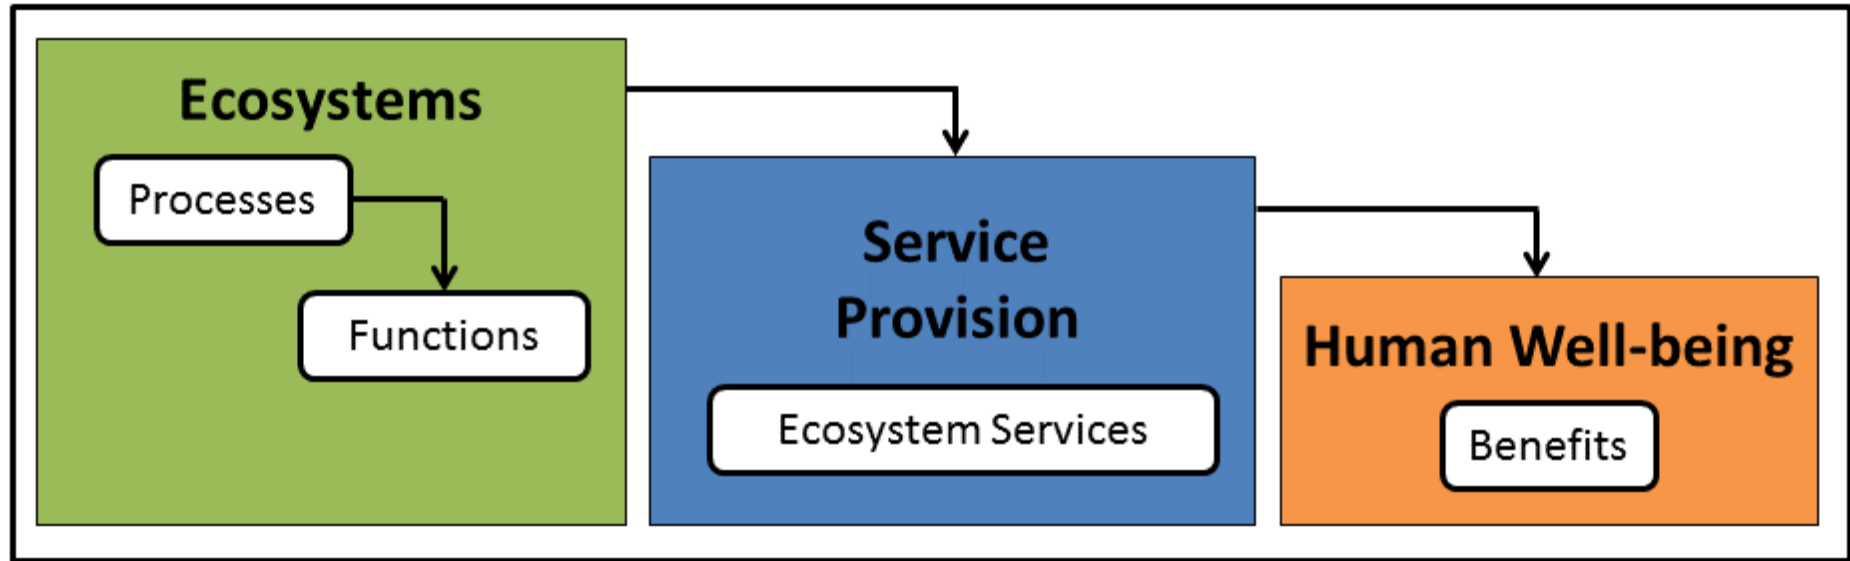 Ecosystems
Processes
Functions
Service
Provision
Ecosystem Services
Human Well-being
Benefits